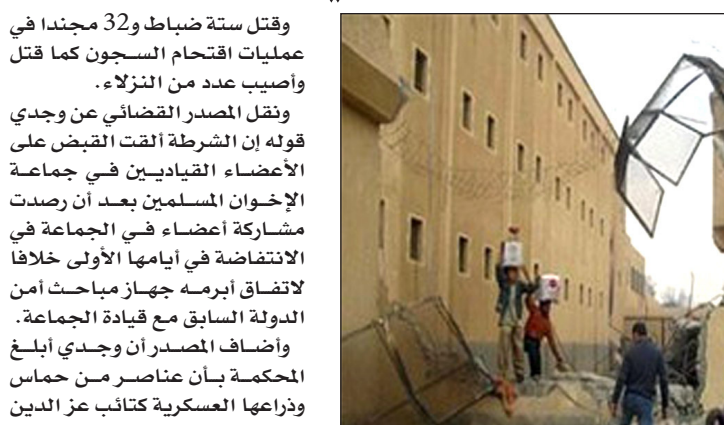 وقتل ستة ضباط و32 مجندا في
عمليات اقتحام السجون كما قتل
وأصيب عدد من النزلاء.
ونقل المصدر القضائي عن وجدي
قوله إن الشرطة ألقت القبض على
الأعضاء القياديين في جماعة
الإخوان المسلمين بعد أن رصدت
مشاركة أعضاء في الجماعة في
الانتفاضة في أيامها الأولى خلافا
لاتفاق أبرمه جهاز مباحث أمن
الدولة السابق مع قيادة الجماعة.
وأضاف المصدر أن وجدي أبلغ
المحكمة بأن عناصر من حماس
وذراعها العسكرية كتائب عز الدين